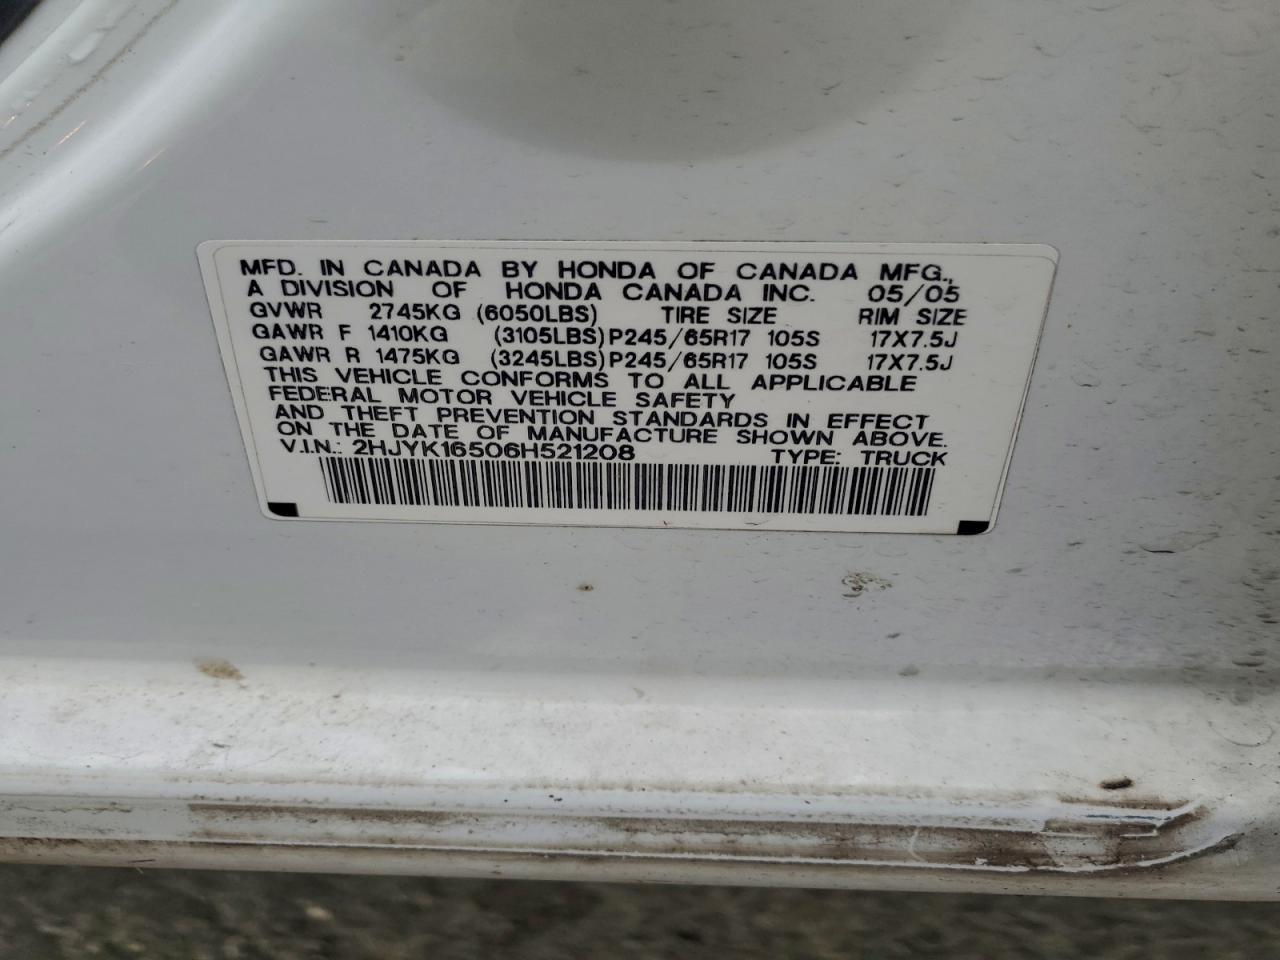 MFD. IN CANADA BY HONDA OF CANADA MFG.,
A DIVISION OF HONDA CANADA INC. 05/05
GVWR 2745KG (6050LBS) TIRE SIZE RIM SIZE
GAWR F 1410KG (3105LBS) P245/65R17 105S 17X7.5J
GAWR R 1475KG (3245LBS) P245/65R17 105S 17X7.5J
THIS VEHICLE CONFORMS TO ALL APPLICABLE
FEDERAL MOTOR VEHICLE SAFETY
AND THEFT PREVENTION STANDARDS IN EFFECT
ON THE DATE OF MANUFACTURE SHOWN ABOVE.
V.I.N.: 2HJYK16506H521208 TYPE: TRUCK